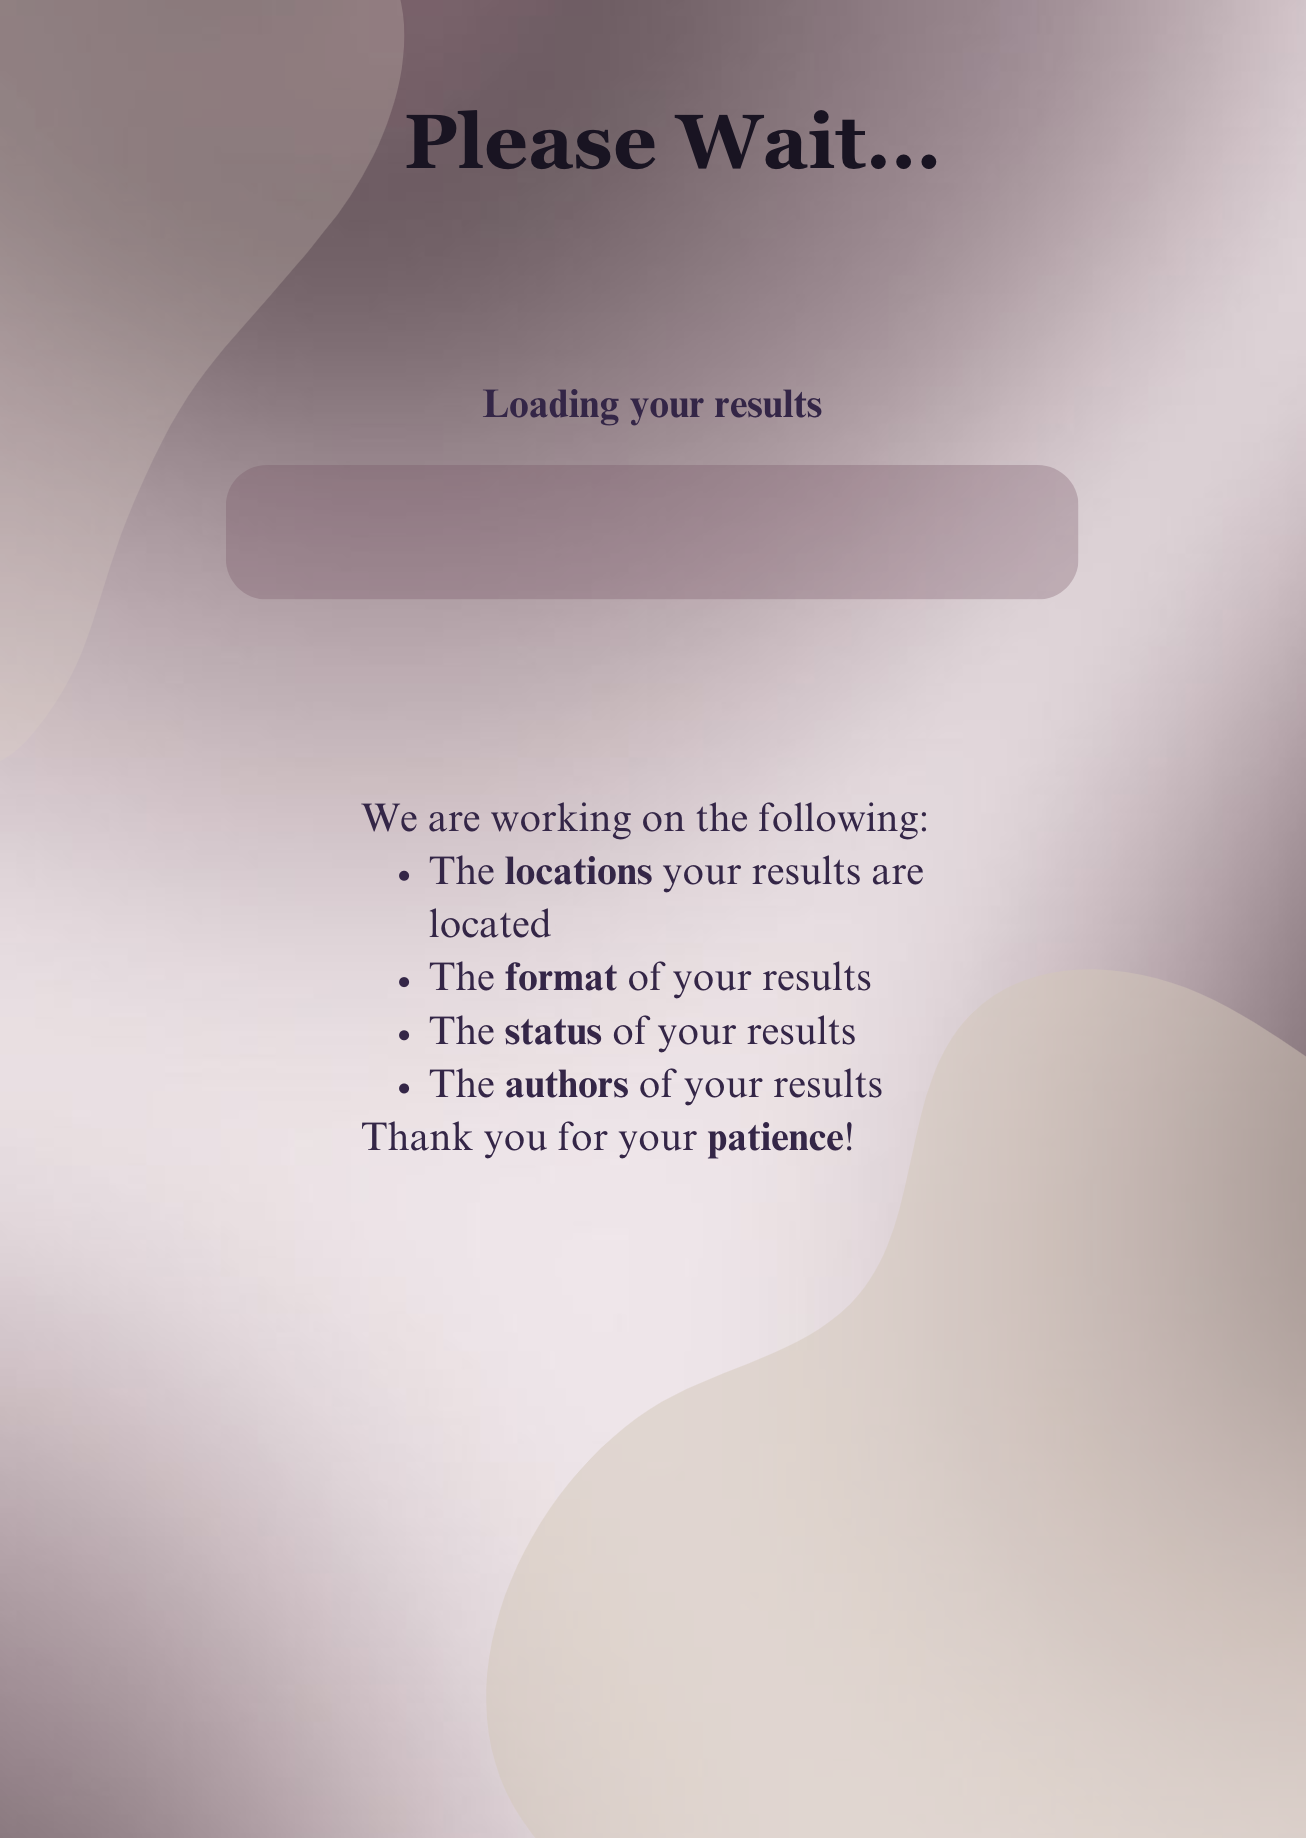 Please Wait...
Loading your results
We are working on the following:
• The locations your results are
located
• The format of your results
• The status of your results
• The authors of your results
Thank you for your patience!